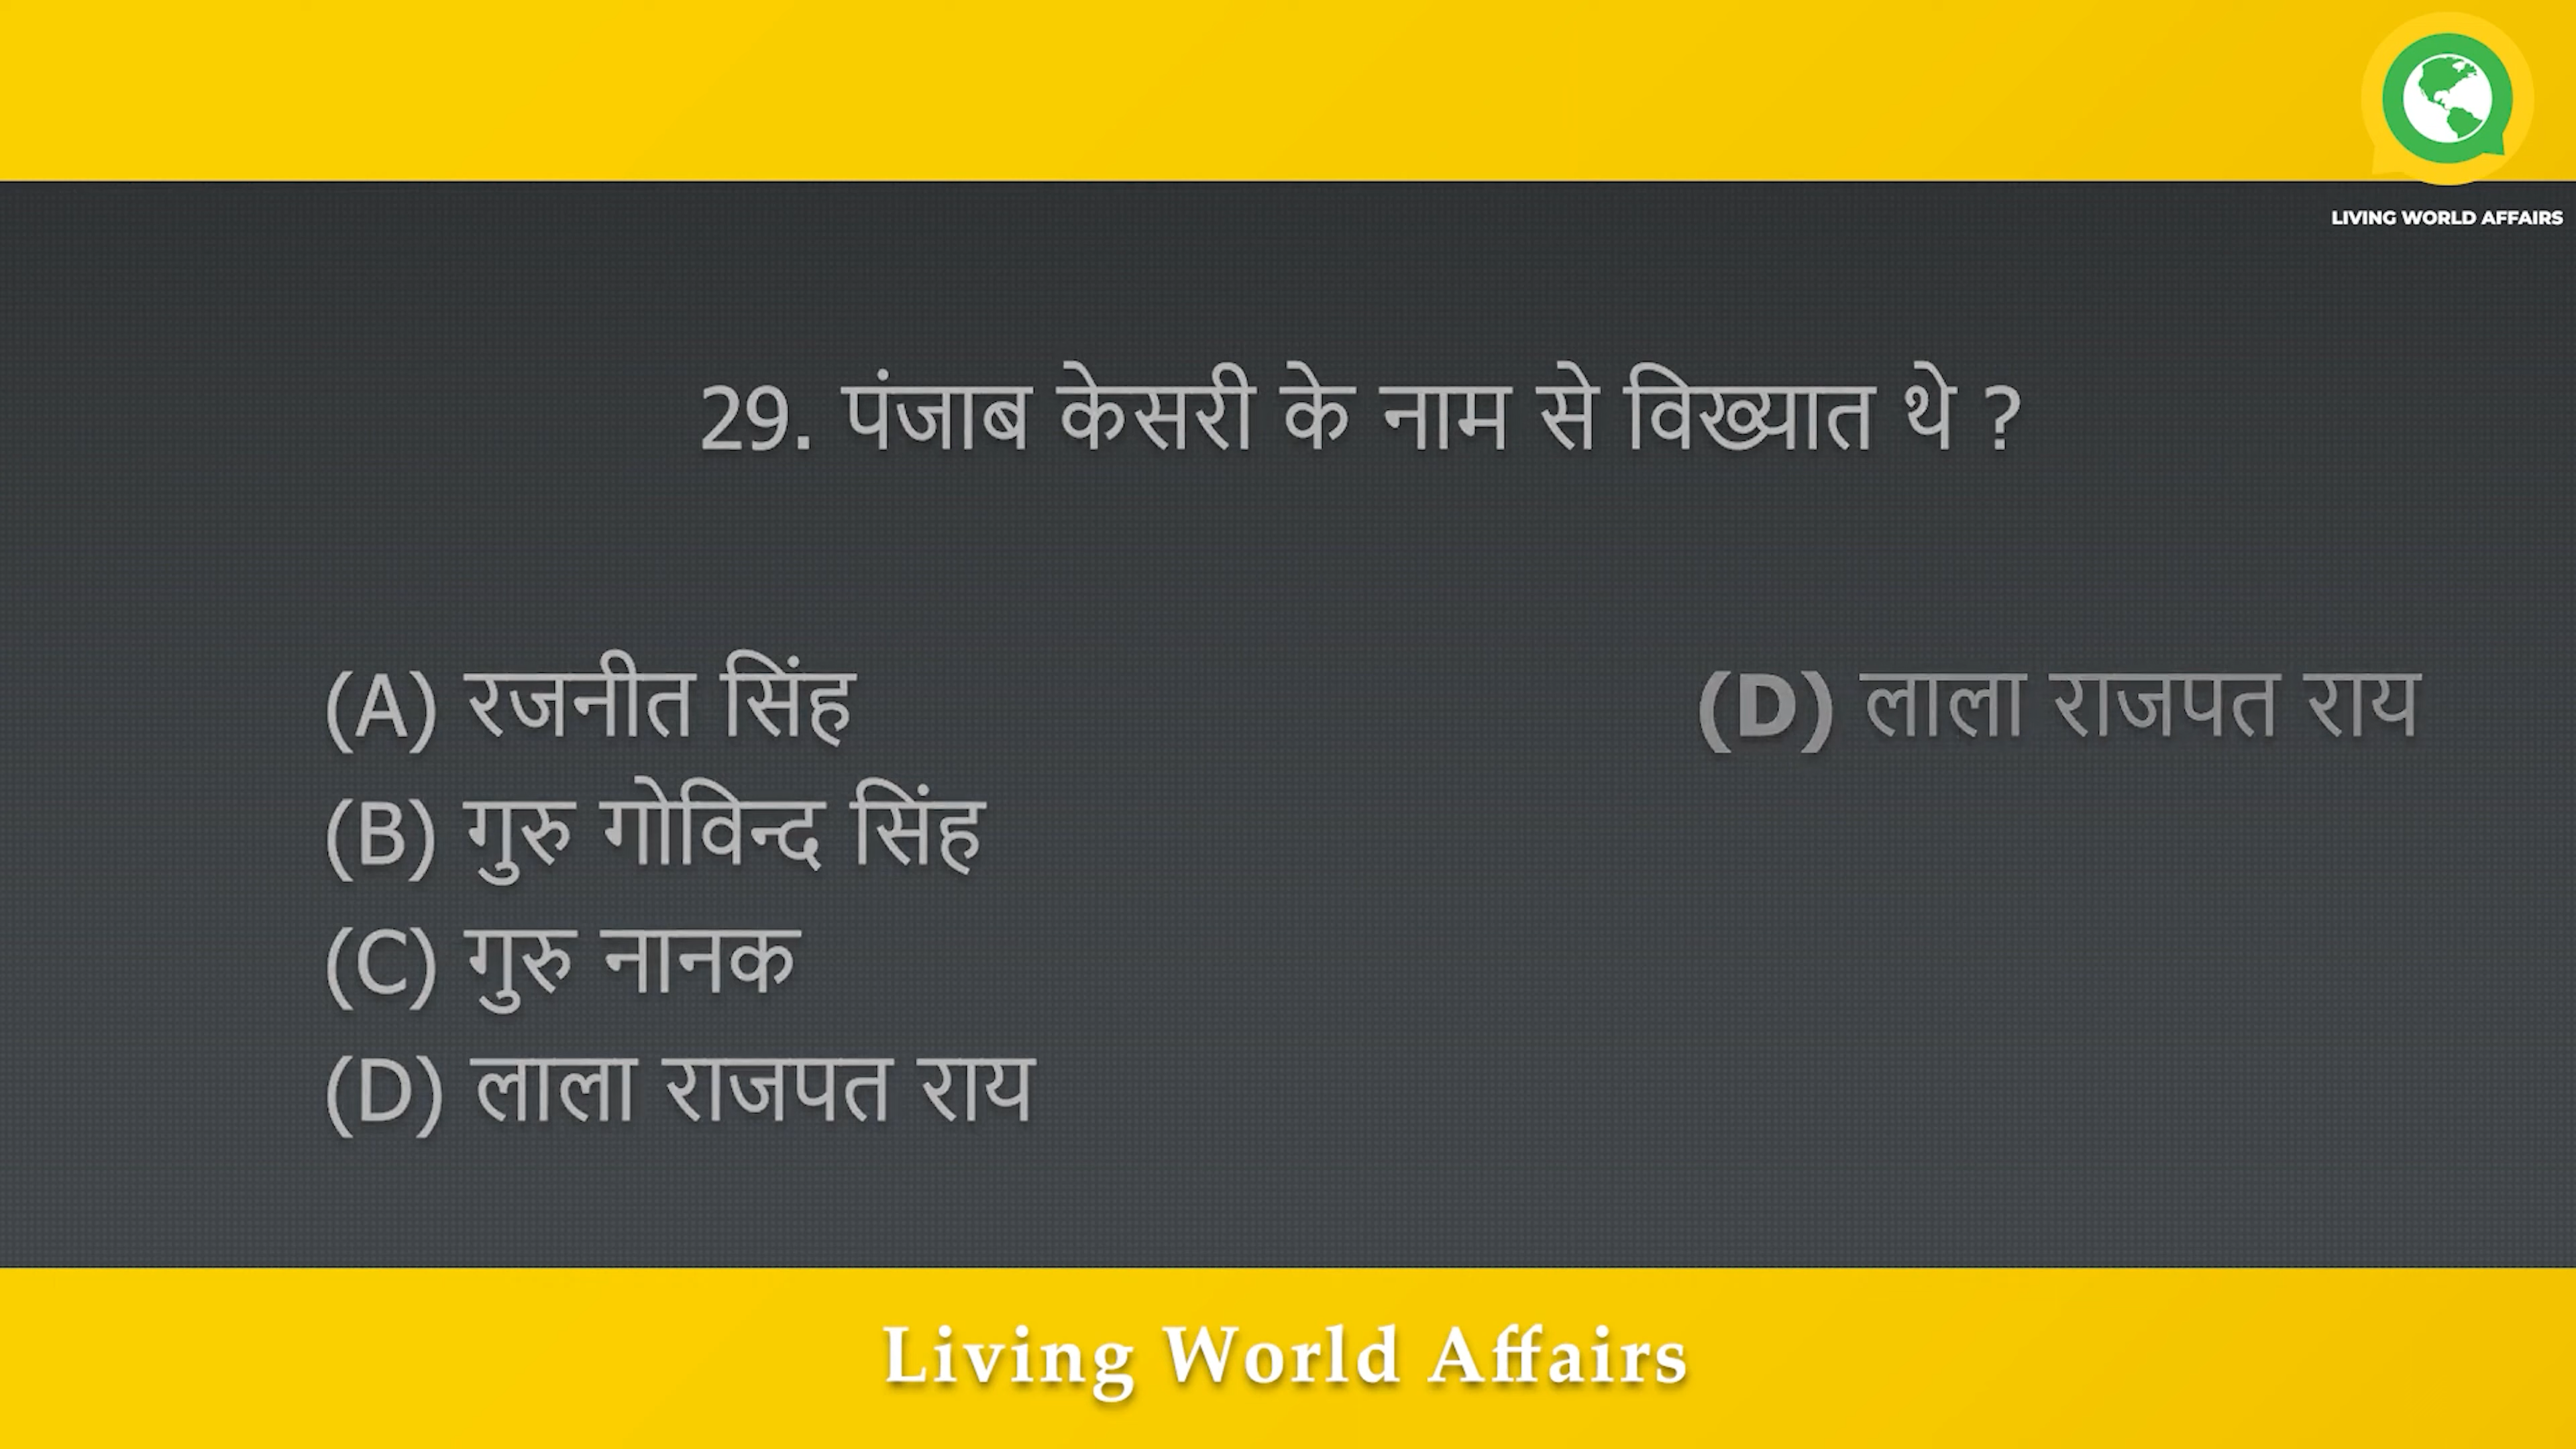 LIVING WORLD AFFAIRS
29. पंजाब केसरी के नाम से विख्यात थे ?
(A) रजनीत सिंह
(B) गुरु गोविन्द सिंह
(C) गुरु नानक
(D) लाला राजपत राय
(D) लाला राजपत राय
Living World Affairs